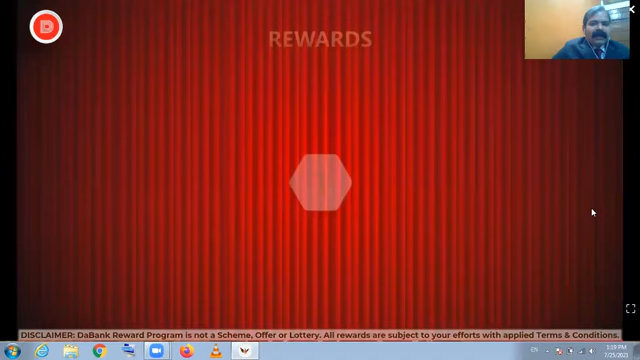 D
REWARDS
DISCLAIMER: DaBank Reward Program is not a Scheme, Offer or Lottery. All rewards are subject to your efforts with applied Terms & Conditions.
EN